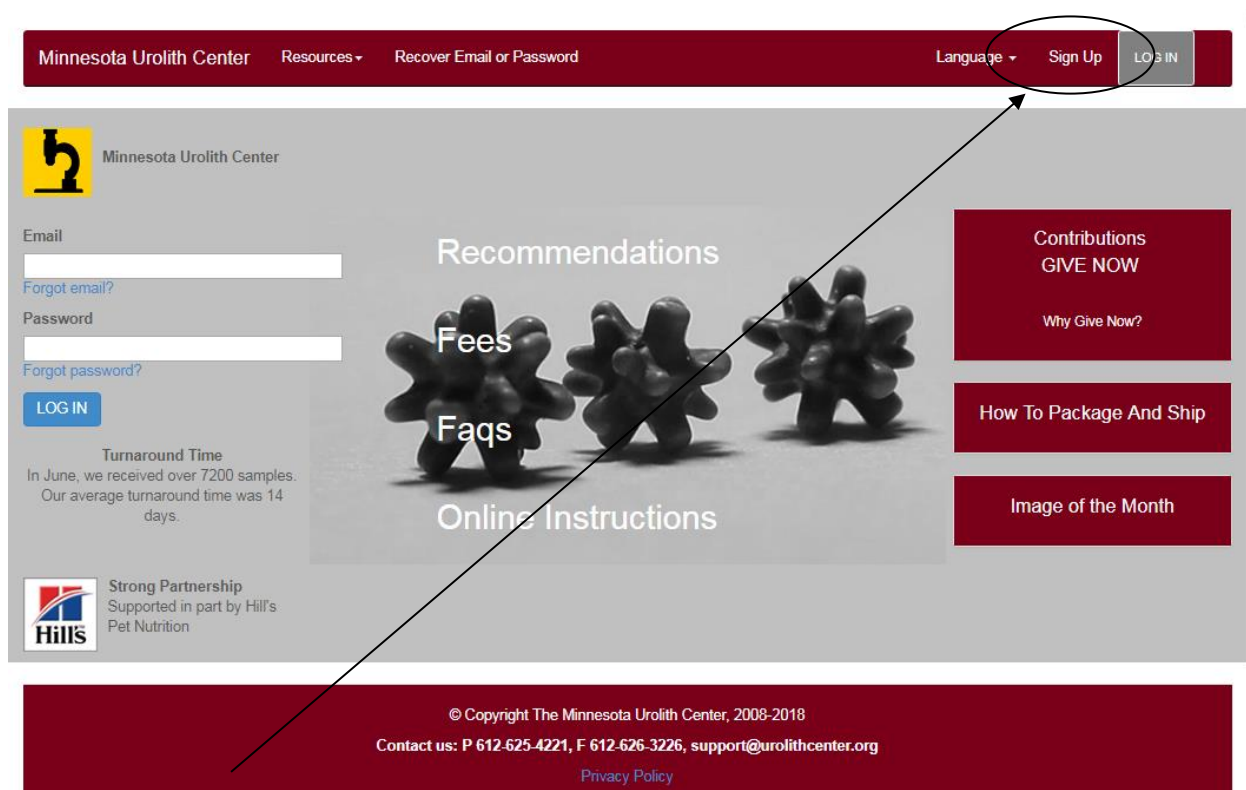 Minnesota Urolith Center Resources Recover Email or Password Language Sign Up LOG IN
Minnesota Urolith Center
Email
Forgot email?
Password
Forgot password?
LOG IN
Turnaround Time
In June, we received over 7200 samples.
Our average turnaround time was 14
days.
Strong Partnership
Supported in part by Hill's
Pet Nutrition
Hill's
Recommendations
Fees
Faqs
Online Instructions
Contributions
GIVE NOW
Why Give Now?
How To Package And Ship
Image of the Month
© Copyright The Minnesota Urolith Center, 2008-2018
Contact us: P 612-625-4221, F 612-626-3226, support@urolithcenter.org
Privacy Policy